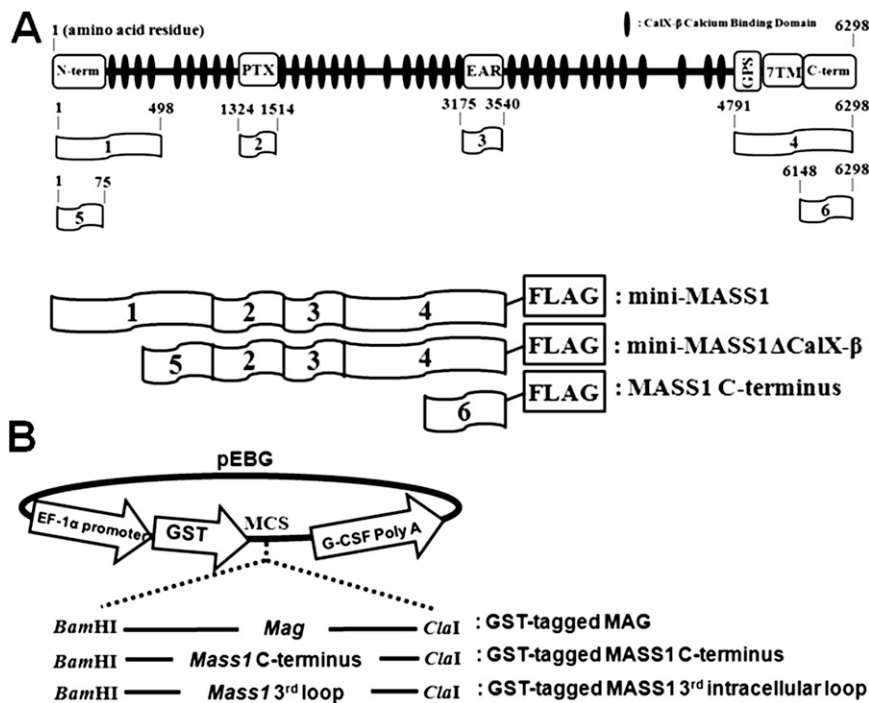 A
1 (amino acid residue)
: CalX-β Calcium Binding Domain
6298
N-term PTX EAR GPS 7TM C-term
1 498 1324 1514 3175 3540 4791 6298
1 2 3 4
1 75 6148 6298
5 6
1 2 3 4 FLAG : mini-MASS1
5 2 3 4 FLAG : mini-MASS1ΔCalX-β
6 FLAG : MASS1 C-terminus
B
pEBG
EF-1α promoter GST MCS G-CSF Poly A
BamHI Mag ClaI : GST-tagged MAG
BamHI Mass1 C-terminus ClaI : GST-tagged MASS1 C-terminus
BamHI Mass1 3rd loop ClaI : GST-tagged MASS1 3rd intracellular loop